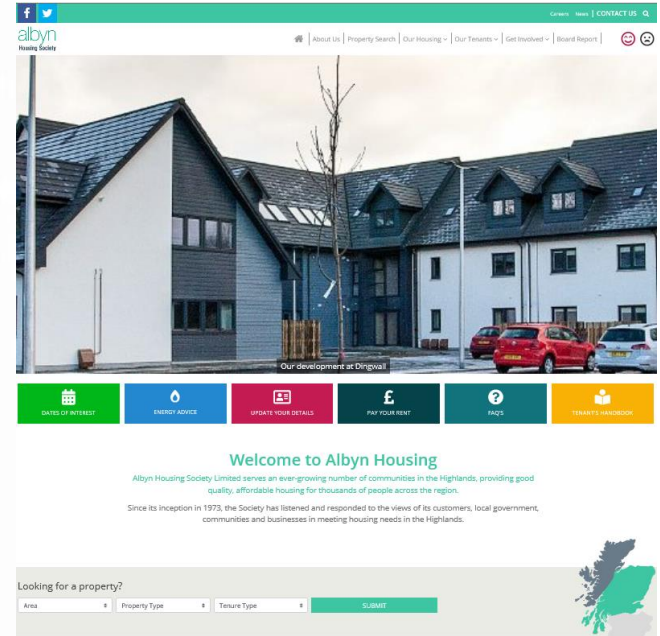 f
Careers News | CONTACT US
albyn
Housing Society
About Us | Property Search | Our Housing | Our Tenants | Get Involved | Board Report |
Our development at Dingwall
DATES OF INTEREST
ENERGY ADVICE
UPDATE YOUR DETAILS
£
PAY YOUR RENT
?
FAQ'S
TENANT'S HANDBOOK
Welcome to Albyn Housing
Albyn Housing Society Limited serves an ever-growing number of communities in the Highlands, providing good
quality, affordable housing for thousands of people across the region.
Since its inception in 1973, the Society has listened and responded to the views of its customers, local government,
communities and businesses in meeting housing needs in the Highlands.
Looking for a property?
Area Property Type Tenure Type SUBMIT